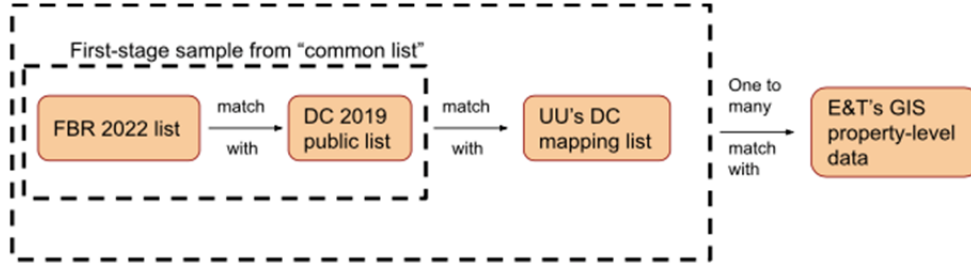 First-stage sample from “common list”
FBR 2022 list
match
with
DC 2019
public list
match
with
UU's DC
mapping list
One to
many
match
with
E&T's GIS
property-level
data